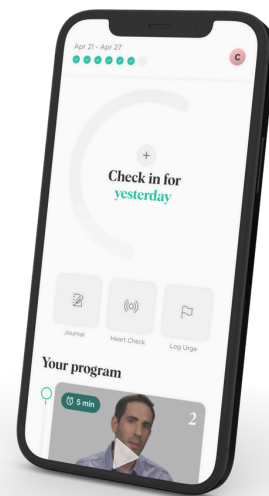 Apr 21 - Apr 27
C
Check in for
yesterday
Journal
Heart Check
Log Urge
Your program
5 min
2